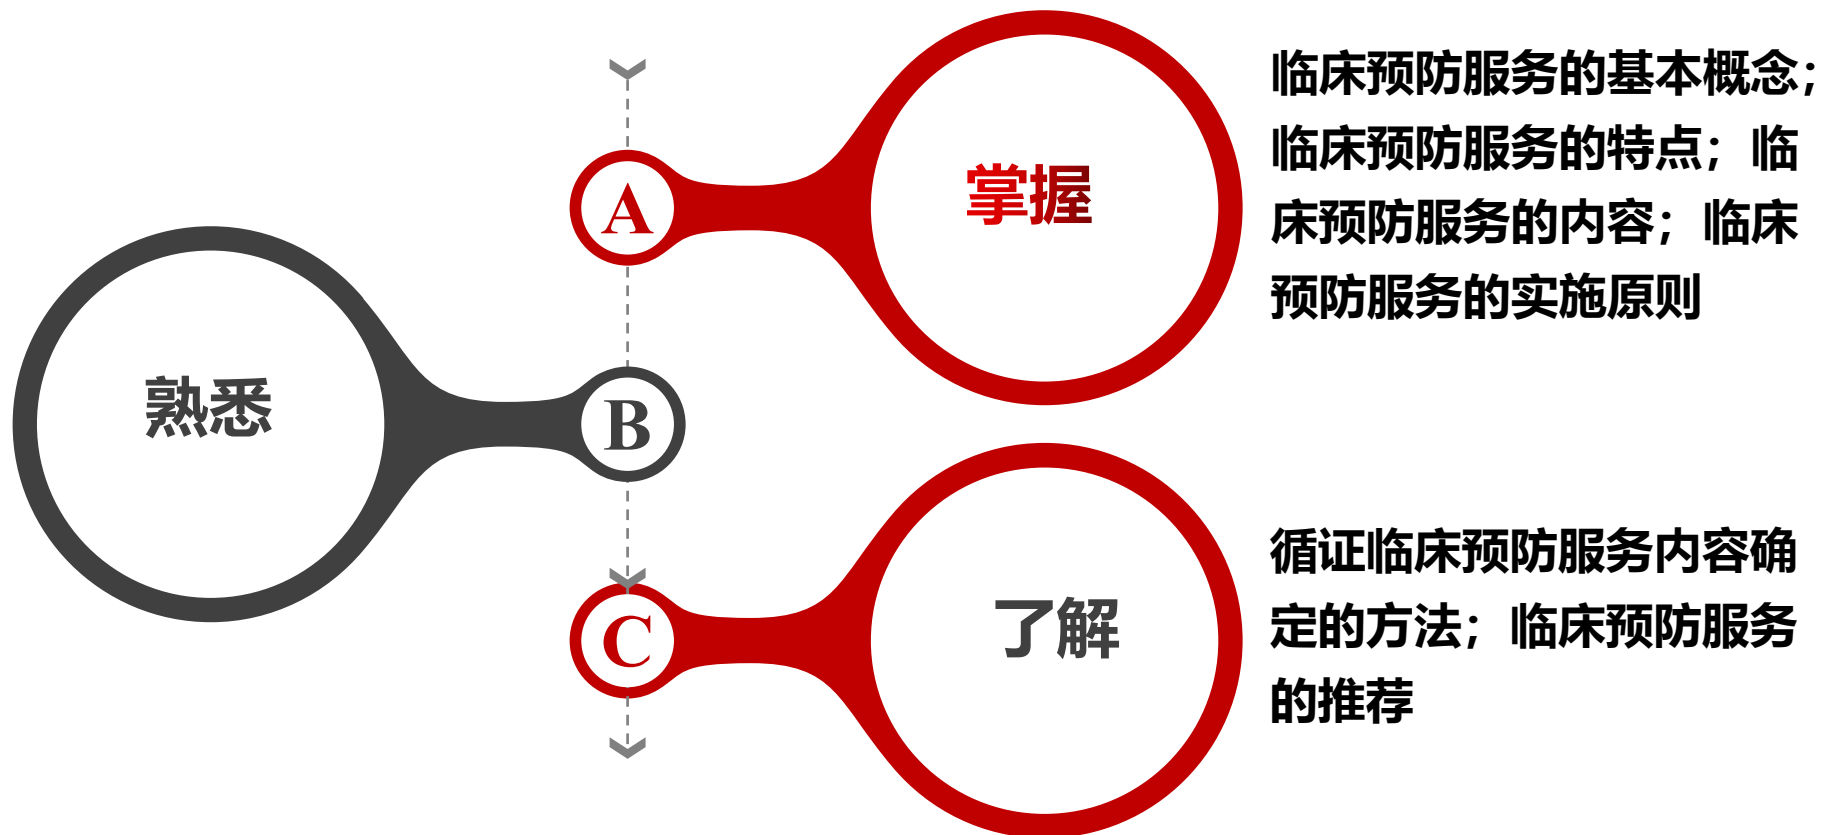 A
掌握
临床预防服务的基本概念；
临床预防服务的特点；临
床预防服务的内容；临床
预防服务的实施原则
熟悉
B
C
了解
循证临床预防服务内容确
定的方法；临床预防服务
的推荐